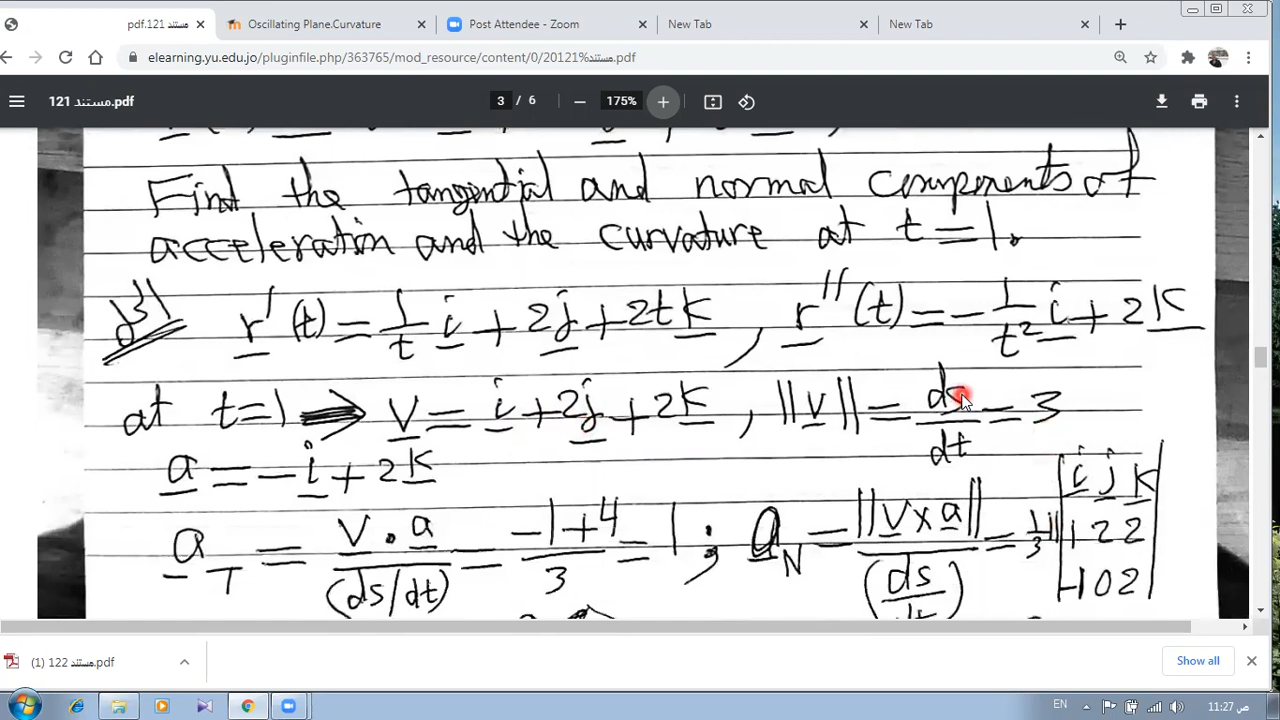 مستند 121.pdf
Oscillating Plane.Curvature
Post Attendee - Zoom
New Tab
New Tab
elearning.yu.edu.jo/pluginfile.php/363765/mod_resource/content/0/20121%مستند.pdf
مستند 121.pdf
3 / 6
175%
Find the tangential and normal components of
acceleration and the curvature at t=1.
r'(t) = 1/t i + 2j + 2t k , r''(t) = -1/t² i + 2k
at t=1 ⟹ v = i + 2j + 2k , ||v|| = ds/dt = 3
a = -i + 2k
a_T = v · a / (ds/dt) = -1+4 / 3 = 1 ; a_N = ||v x a|| / (ds/dt) = 1/3 || |i j k
1 2 2
-1 0 2|
مستند 122 (1).pdf
Show all
EN
11:27 ص